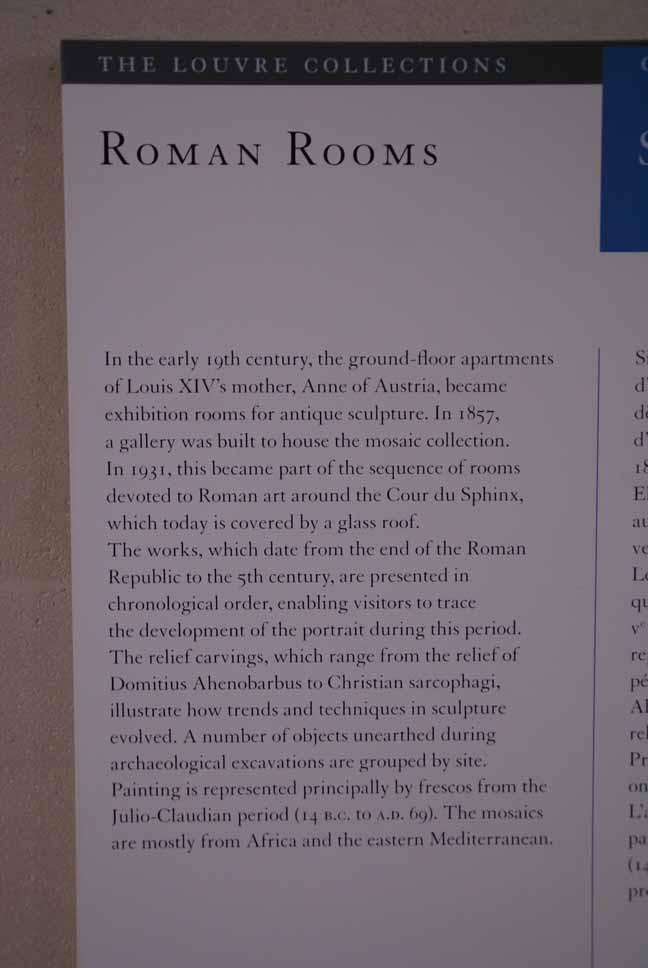 THE LOUVRE COLLECTIONS
ROMAN ROOMS
In the early 19th century, the ground-floor apartments
of Louis XIV's mother, Anne of Austria, became
exhibition rooms for antique sculpture. In 1857,
a gallery was built to house the mosaic collection.
In 1931, this became part of the sequence of rooms
devoted to Roman art around the Cour du Sphinx,
which today is covered by a glass roof.
The works, which date from the end of the Roman
Republic to the 5th century, are presented in
chronological order, enabling visitors to trace
the development of the portrait during this period.
The relief carvings, which range from the relief of
Domitius Ahenobarbus to Christian sarcophagi,
illustrate how trends and techniques in sculpture
evolved. A number of objects unearthed during
archaeological excavations are grouped by site.
Painting is represented principally by frescos from the
Julio-Claudian period (14 B.C. to A.D. 69). The mosaics
are mostly from Africa and the eastern Mediterranean.